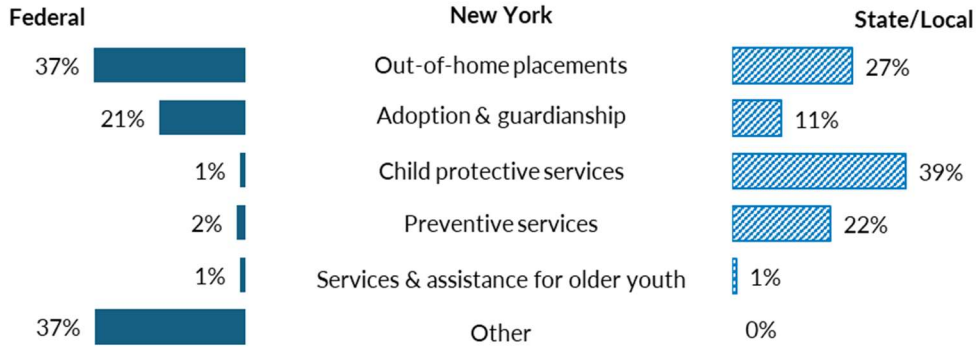 Federal New York State/Local
37% Out-of-home placements 27%
21% Adoption & guardianship 11%
1% Child protective services 39%
2% Preventive services 22%
1% Services & assistance for older youth 1%
37% Other 0%